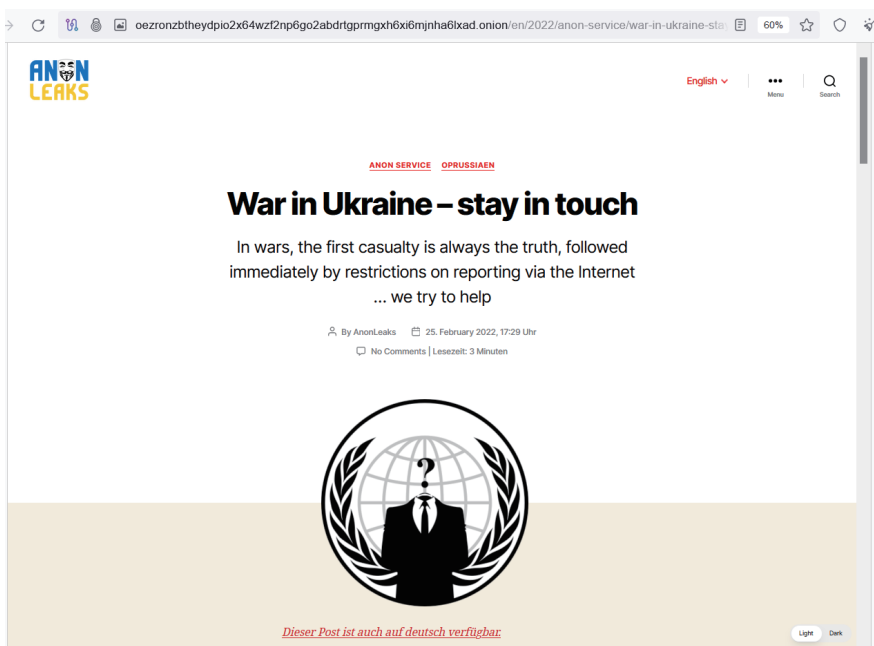 oezronzbtheydpio2x64wzf2np6go2abdrtgprmgxh6xi6mjnha6lxad.onion/en/2022/anon-service/war-in-ukraine-sta
60%
ANON
LEAKS
English
Menu
Search
ANON SERVICE OPRUSSIAEN
War in Ukraine – stay in touch
In wars, the first casualty is always the truth, followed
immediately by restrictions on reporting via the Internet
... we try to help
By AnonLeaks 25. February 2022, 17:29 Uhr
No Comments | Lesezeit: 3 Minuten
?
Dieser Post ist auch auf deutsch verfügbar.
Light Dark